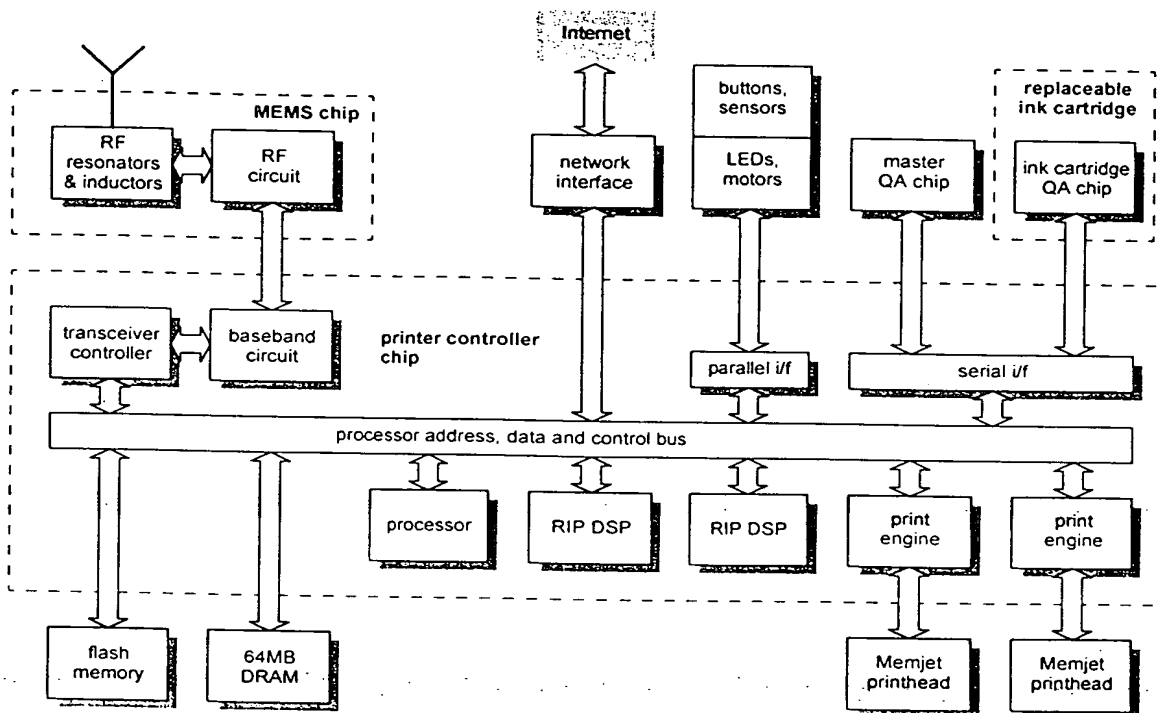 Internet
MEMS chip
RF
resonators
& inductors
RF
circuit
network
interface
buttons,
sensors
LEDs,
motors
master
QA chip
replaceable
ink cartridge
ink cartridge
QA chip
transceiver
controller
baseband
circuit
printer controller
chip
parallel i/f
serial i/f
processor address, data and control bus
processor
RIP DSP
RIP DSP
print
engine
print
engine
flash
memory
64MB
DRAM
Memjet
printhead
Memjet
printhead